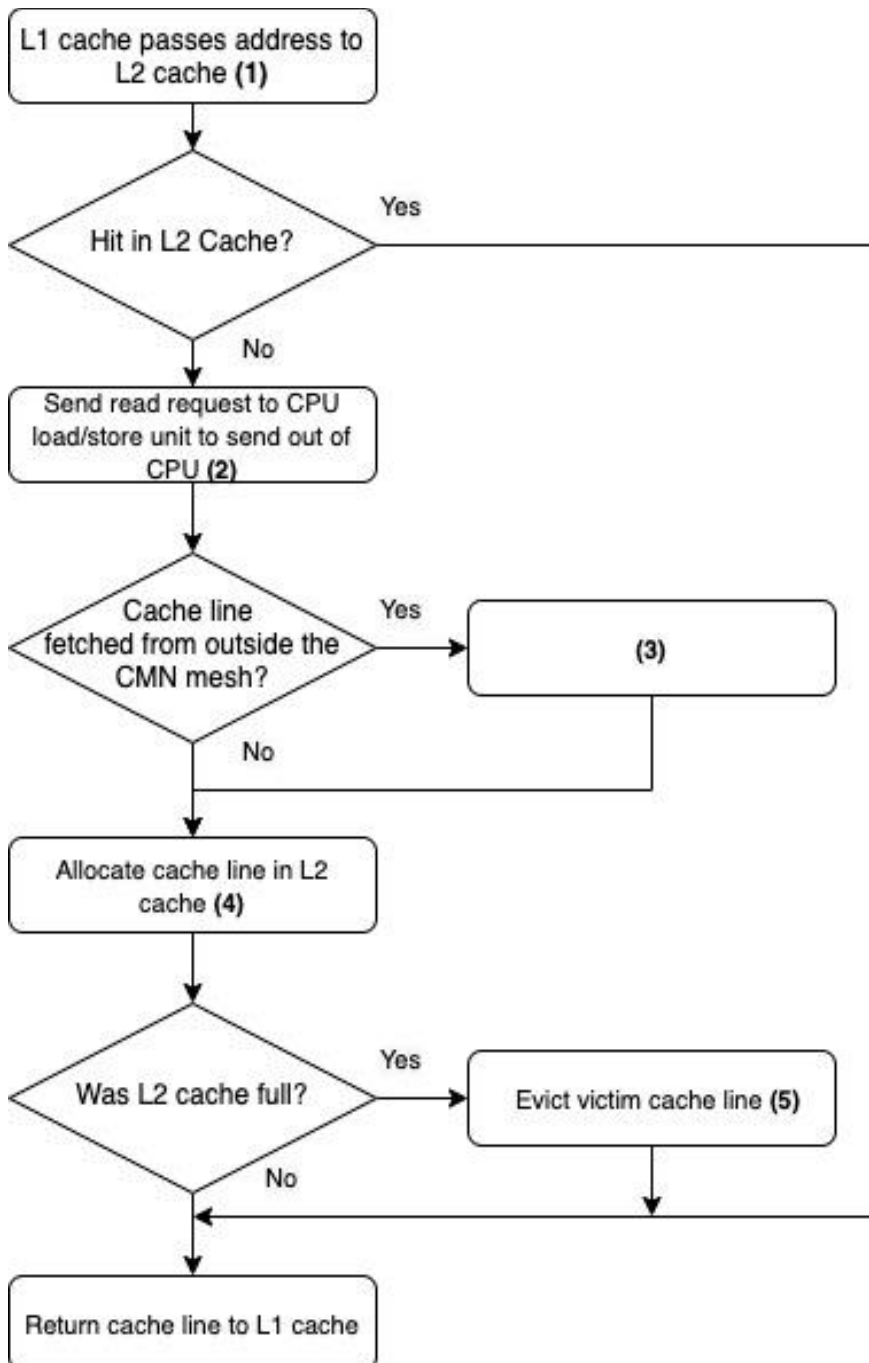 L1 cache passes address to
L2 cache (1)
Yes
Hit in L2 Cache?
No
Send read request to CPU
load/store unit to send out of
CPU (2)
Cache line
fetched from outside the
CMN mesh?
Yes
(3)
No
Allocate cache line in L2
cache (4)
Was L2 cache full?
Yes
Evict victim cache line (5)
No
Return cache line to L1 cache